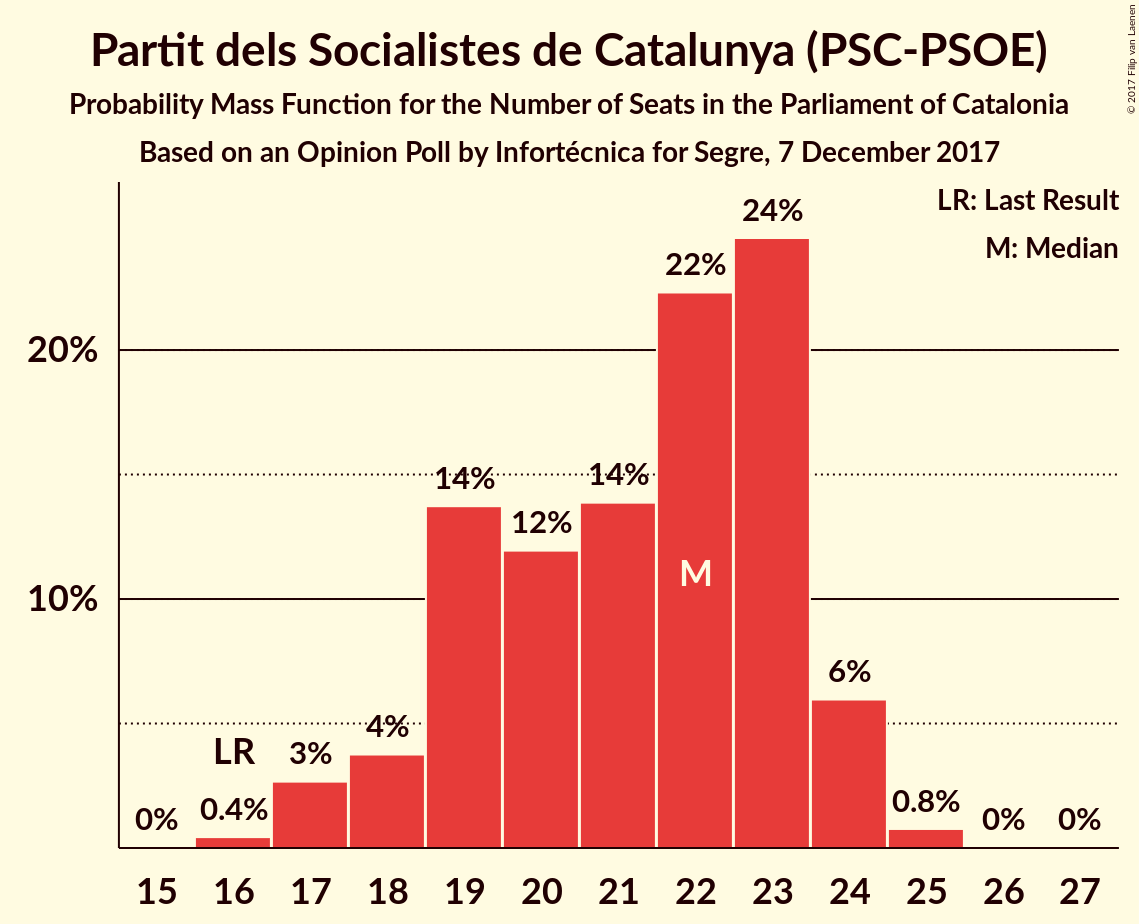 Partit dels Socialistes de Catalunya (PSC-PSOE)
Probability Mass Function for the Number of Seats in the Parliament of Catalonia
Based on an Opinion Poll by Infortécnica for Segre, 7 December 2017
© 2017 Filip van Laenen
LR: Last Result
M: Median
24%
22%
20%
14%
14%
12%
M
10%
6%
4%
LR
3%
0.8%
0.4%
0%
0%
0%
15 16 17 18 19 20 21 22 23 24 25 26 27